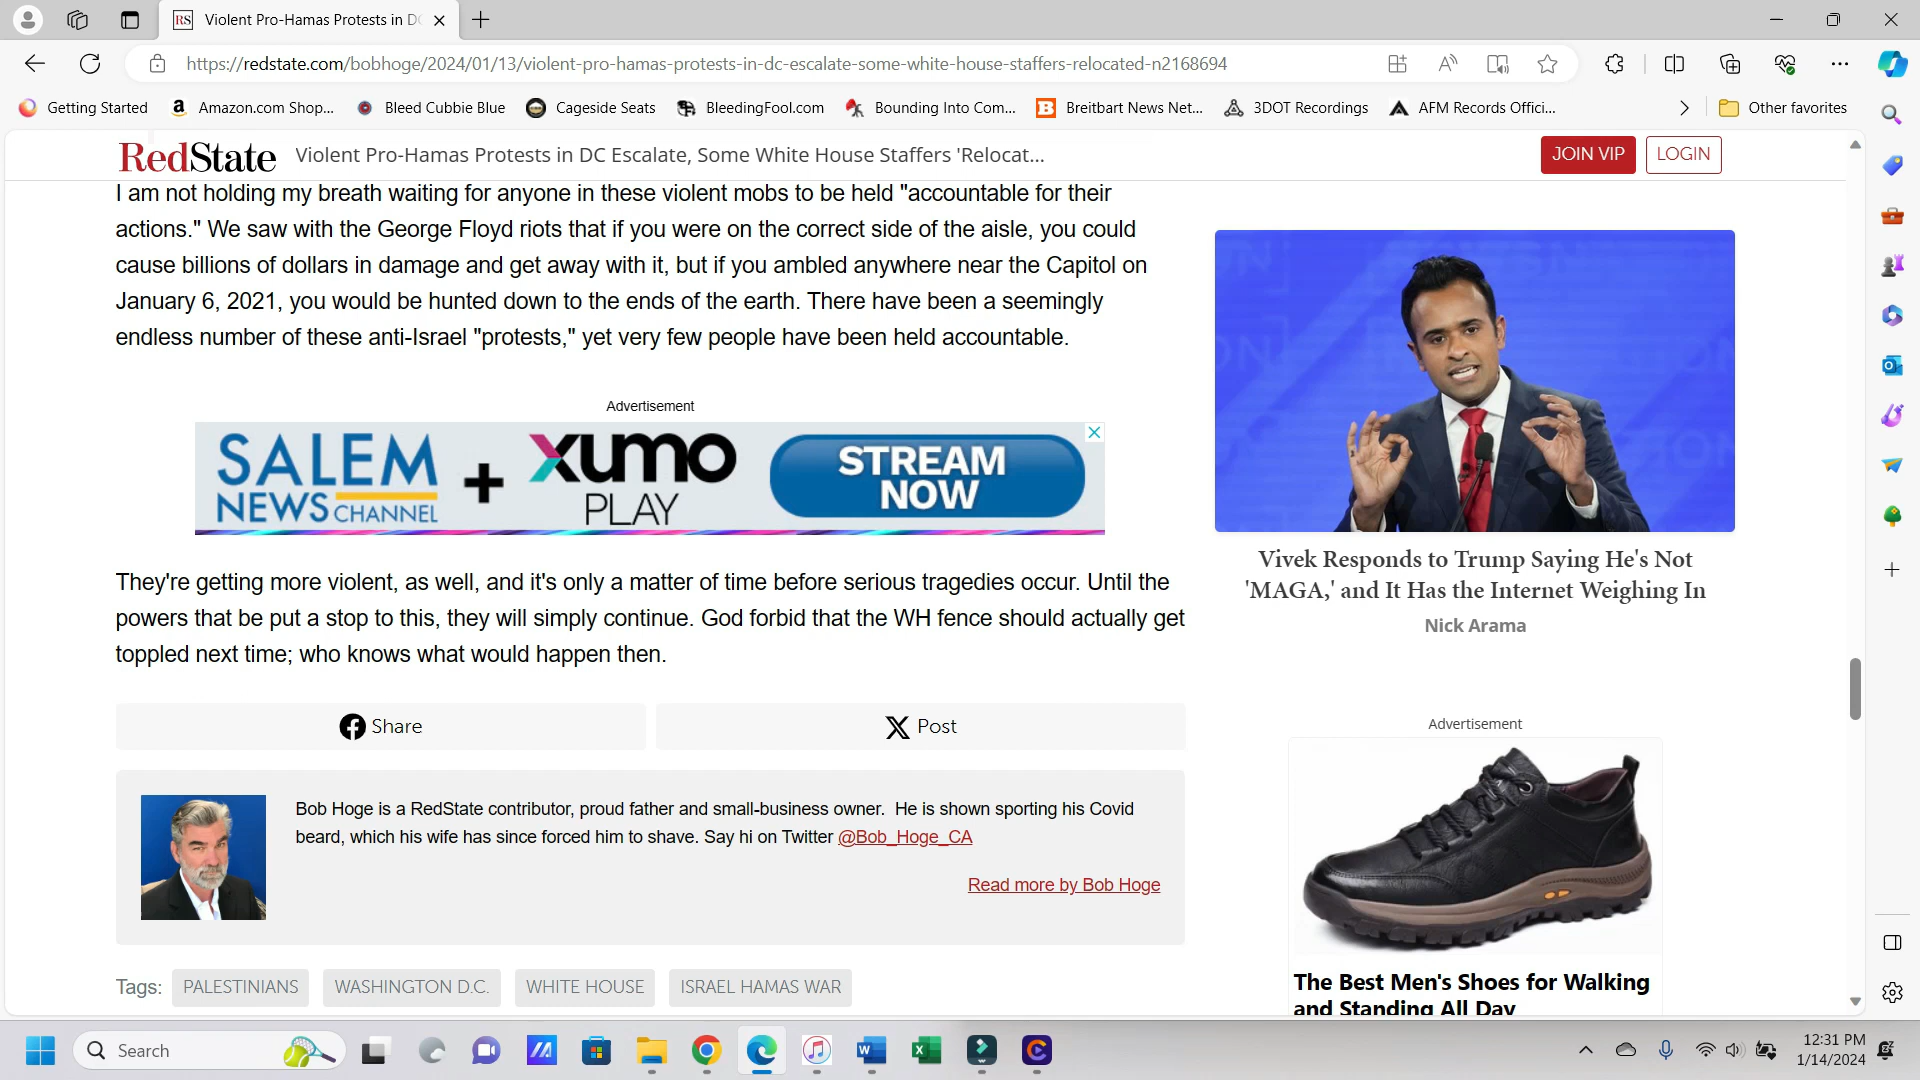 RS Violent Pro-Hamas Protests in DC
https://redstate.com/bobhoge/2024/01/13/violent-pro-hamas-protests-in-dc-escalate-some-white-house-staffers-relocated-n2168694
Getting Started Amazon.com Shop... Bleed Cubbie Blue Cageside Seats BleedingFool.com Bounding Into Com... Breitbart News Net... 3DOT Recordings AFM Records Offici... Other favorites
RedState Violent Pro-Hamas Protests in DC Escalate, Some White House Staffers 'Relocat... JOIN VIP LOGIN
I am not holding my breath waiting for anyone in these violent mobs to be held "accountable for their
actions." We saw with the George Floyd riots that if you were on the correct side of the aisle, you could
cause billions of dollars in damage and get away with it, but if you ambled anywhere near the Capitol on
January 6, 2021, you would be hunted down to the ends of the earth. There have been a seemingly
endless number of these anti-Israel "protests," yet very few people have been held accountable.
Advertisement
SALEM NEWS CHANNEL + xumo PLAY STREAM NOW
They're getting more violent, as well, and it's only a matter of time before serious tragedies occur. Until the
powers that be put a stop to this, they will simply continue. God forbid that the WH fence should actually get
toppled next time; who knows what would happen then.
Share
Post
Bob Hoge is a RedState contributor, proud father and small-business owner.  He is shown sporting his Covid
beard, which his wife has since forced him to shave. Say hi on Twitter @Bob_Hoge_CA
Read more by Bob Hoge
Tags: PALESTINIANS WASHINGTON D.C. WHITE HOUSE ISRAEL HAMAS WAR
Vivek Responds to Trump Saying He's Not
'MAGA,' and It Has the Internet Weighing In
Nick Arama
Advertisement
The Best Men's Shoes for Walking
and Standing All Day
Search
12:31 PM
1/14/2024